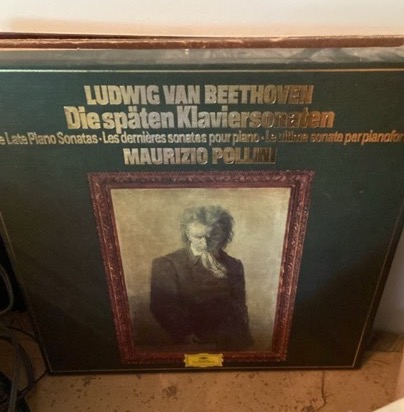 LUDWIG VAN BEETHOVEN
Die späten Klaviersonaten
Late Piano Sonatas · Les dernières sonates pour piano · Le ultime sonate per
MAURIZIO POLLINI